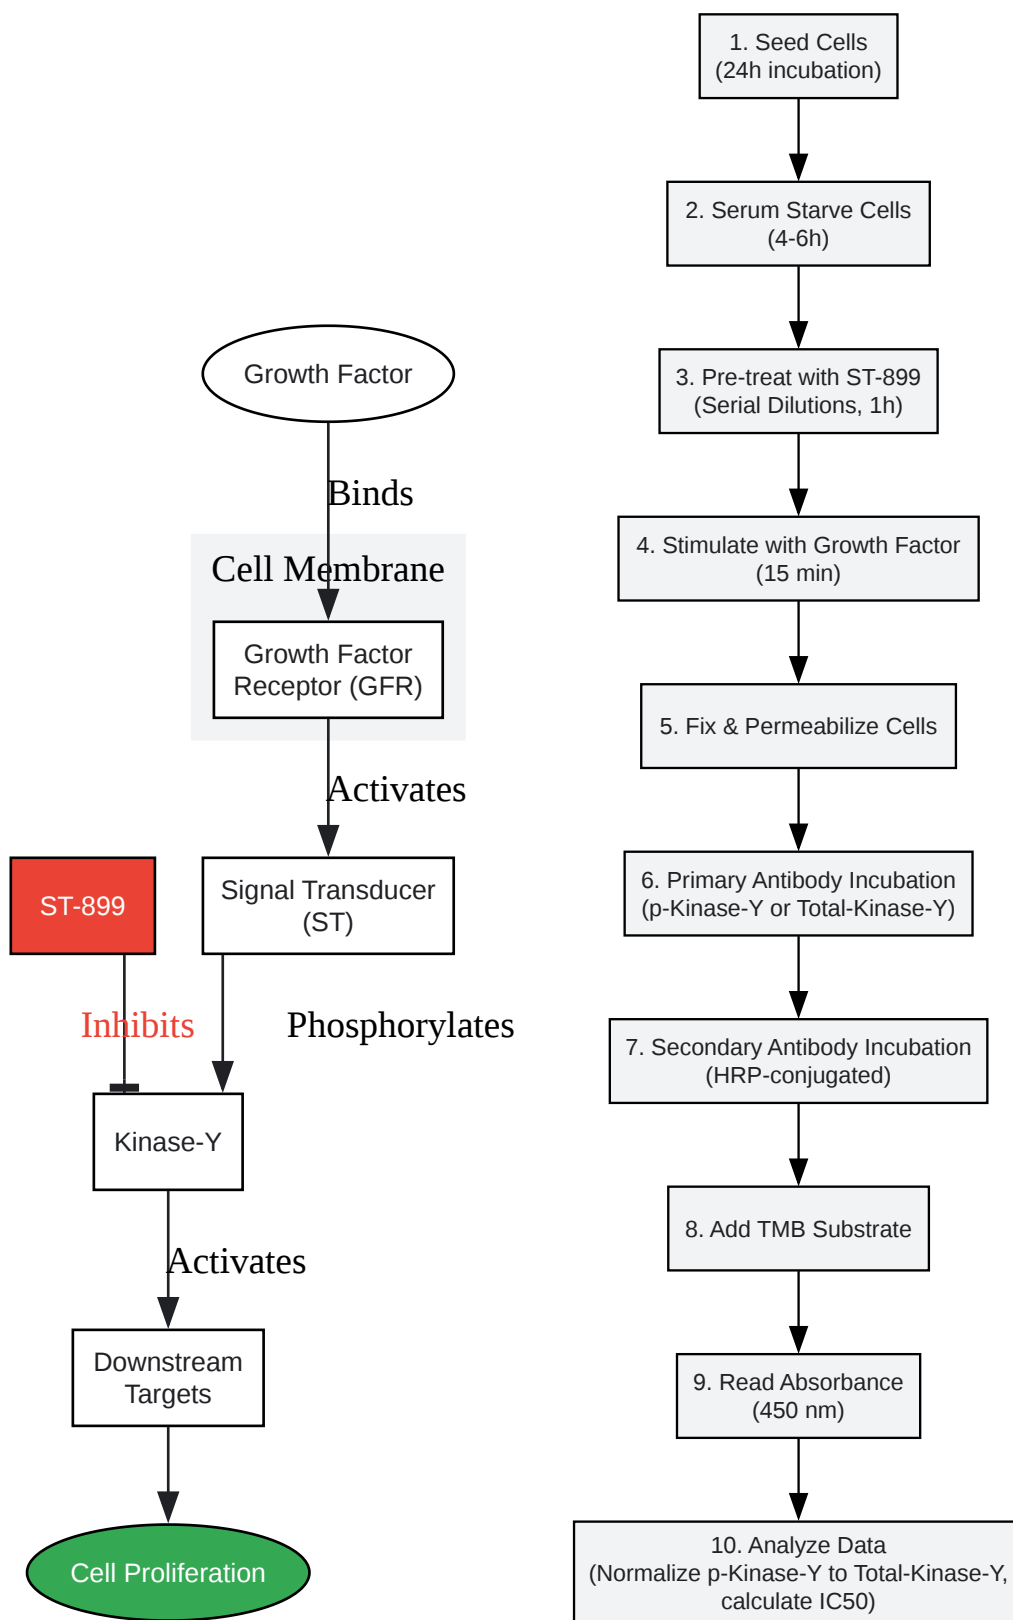 Growth Factor
Binds
Cell Membrane
Growth Factor
Receptor (GFR)
Activates
ST-899
Signal Transducer
(ST)
Inhibits
Phosphorylates
Kinase-Y
Activates
Downstream
Targets
Cell Proliferation
1. Seed Cells
(24h incubation)
2. Serum Starve Cells
(4-6h)
3. Pre-treat with ST-899
(Serial Dilutions, 1h)
4. Stimulate with Growth Factor
(15 min)
5. Fix & Permeabilize Cells
6. Primary Antibody Incubation
(p-Kinase-Y or Total-Kinase-Y)
7. Secondary Antibody Incubation
(HRP-conjugated)
8. Add TMB Substrate
9. Read Absorbance
(450 nm)
10. Analyze Data
(Normalize p-Kinase-Y to Total-Kinase-Y,
calculate IC50)